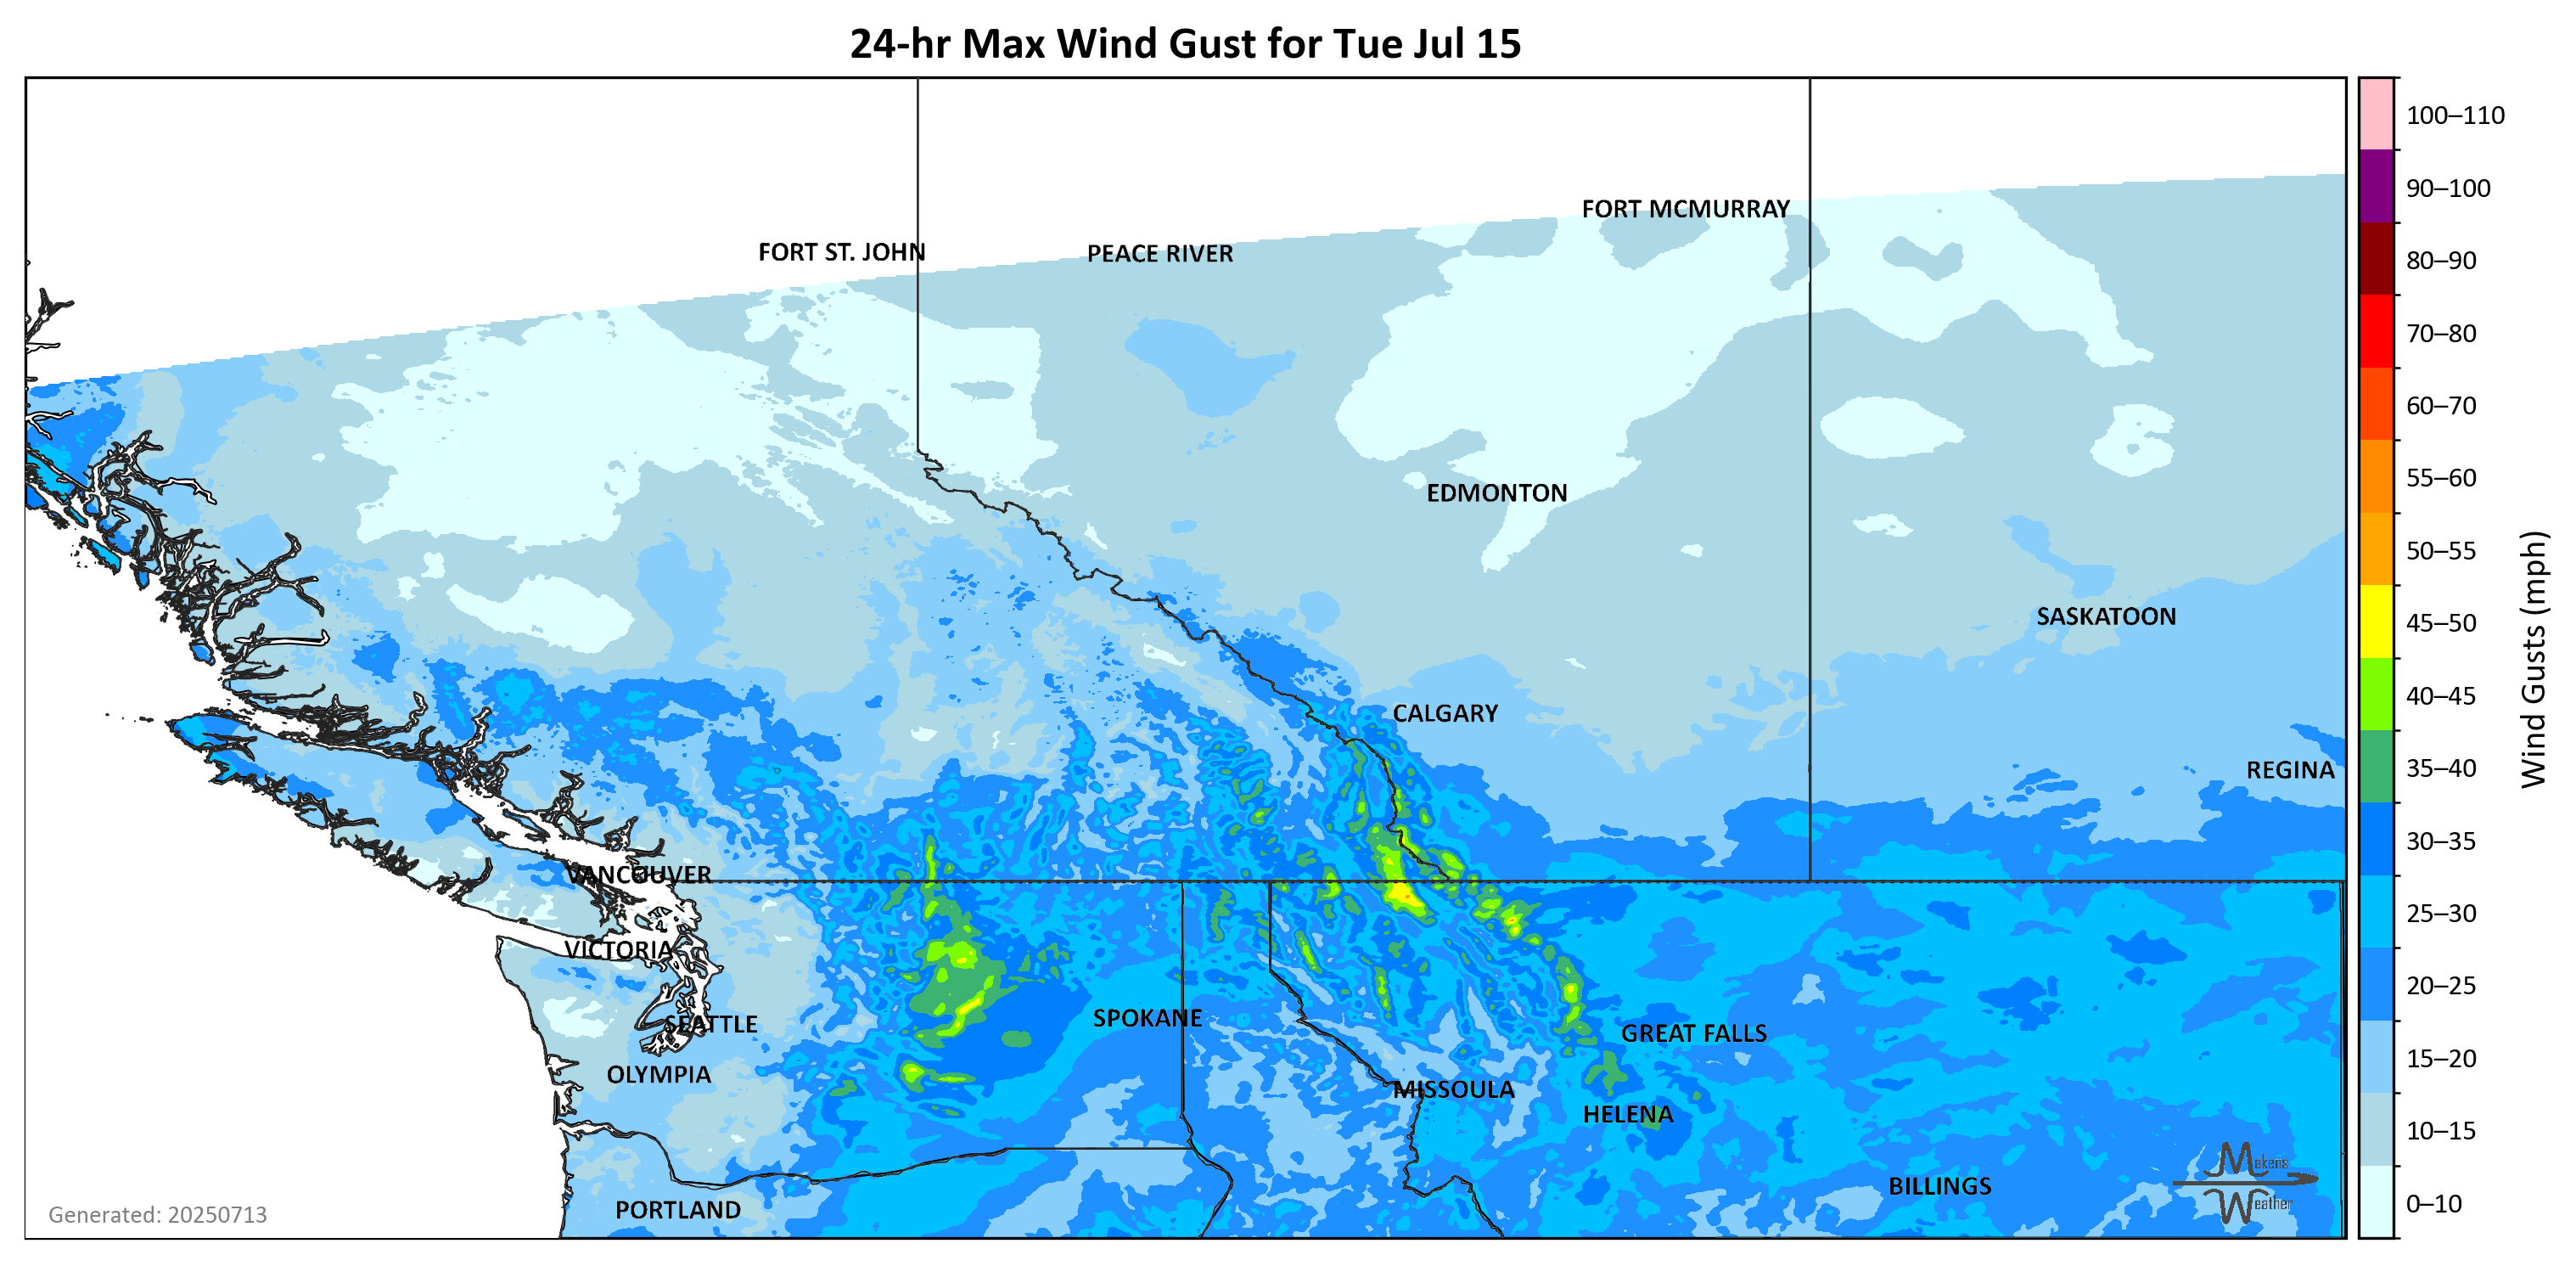 24-hr Max Wind Gust for Tue Jul 15
100–110
90–100
80–90
70–80
60–70
55–60
50–55
45–50
40–45
35–40
30–35
25–30
20–25
15–20
10–15
0–10
Wind Gusts (mph)
FORT MCMURRAY
FORT ST. JOHN
PEACE RIVER
EDMONTON
SASKATOON
CALGARY
REGINA
VANCOUVER
VICTORIA
SPOKANE
SEATTLE
GREAT FALLS
OLYMPIA
MISSOULA
HELENA
BILLINGS
PORTLAND
Makens
Weather
Generated: 20250713